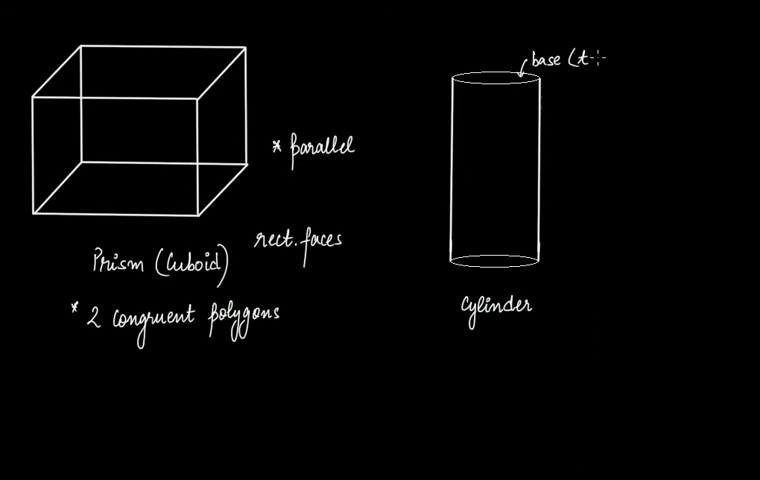 base (t
* parallel
rect. faces
Prism (Cuboid)
* 2 congruent polygons
Cylinder